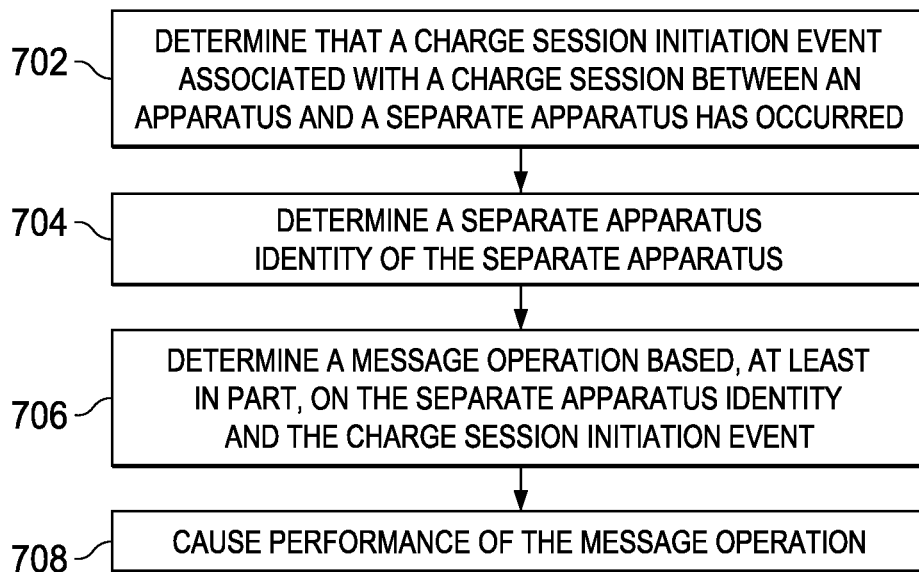 702
DETERMINE THAT A CHARGE SESSION INITIATION EVENT
ASSOCIATED WITH A CHARGE SESSION BETWEEN AN
APPARATUS AND A SEPARATE APPARATUS HAS OCCURRED
704
DETERMINE A SEPARATE APPARATUS
IDENTITY OF THE SEPARATE APPARATUS
706
DETERMINE A MESSAGE OPERATION BASED, AT LEAST
IN PART, ON THE SEPARATE APPARATUS IDENTITY
AND THE CHARGE SESSION INITIATION EVENT
708
CAUSE PERFORMANCE OF THE MESSAGE OPERATION